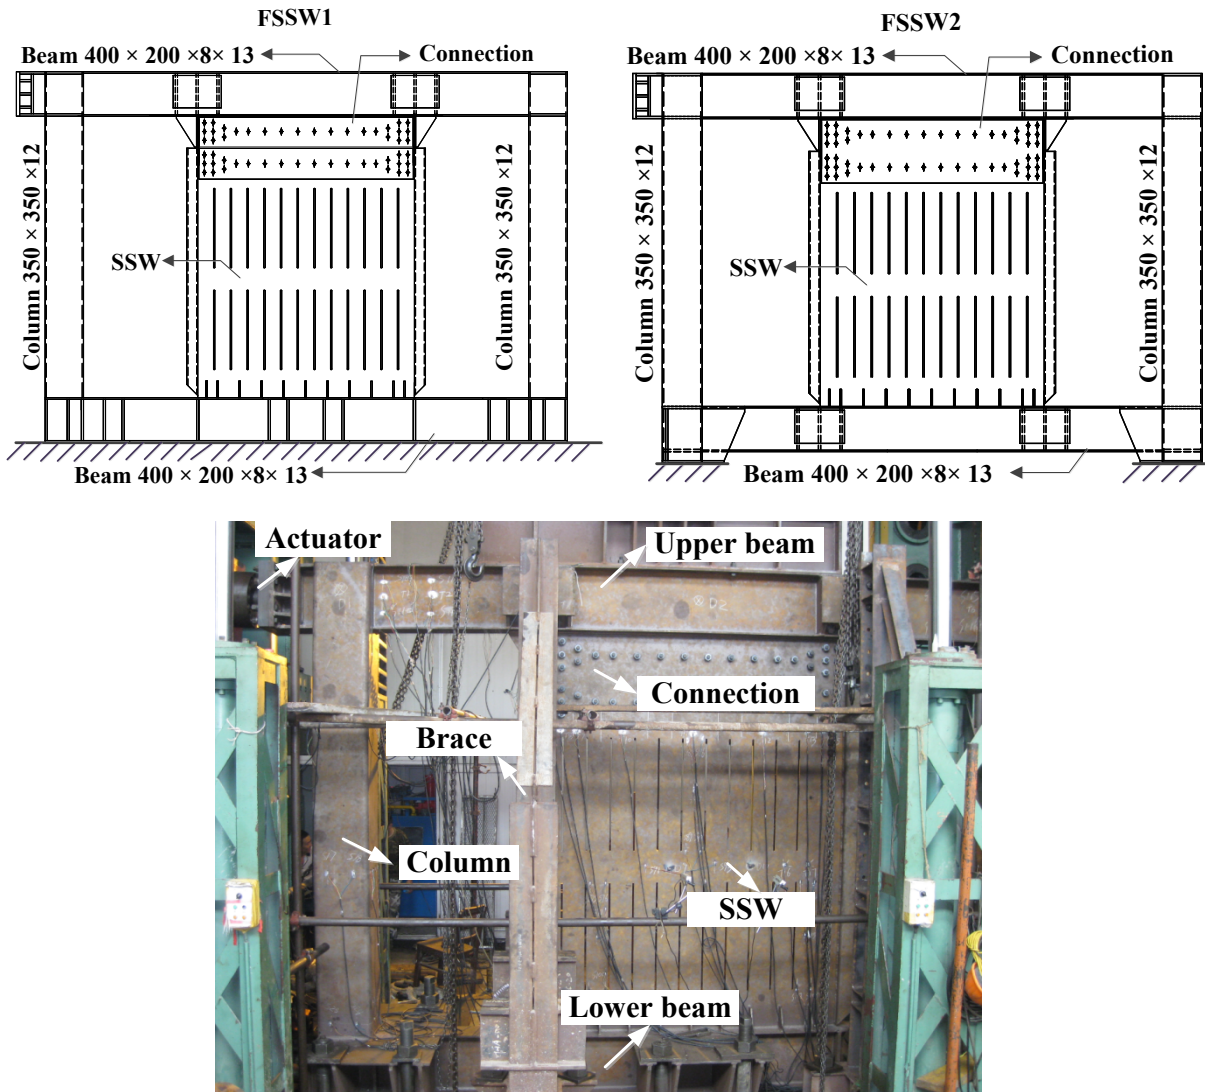 FSSW1
Beam 400 × 200 ×8× 13
Connection
Column 350 × 350 ×12
SSW
Column 350 × 350 ×12
Beam 400 × 200 ×8× 13
FSSW2
Beam 400 × 200 ×8× 13
Connection
Column 350 × 350 ×12
SSW
Column 350 × 350 ×12
Beam 400 × 200 ×8× 13
Actuator
Upper beam
D2
Connection
Brace
Column
SSW
Lower beam